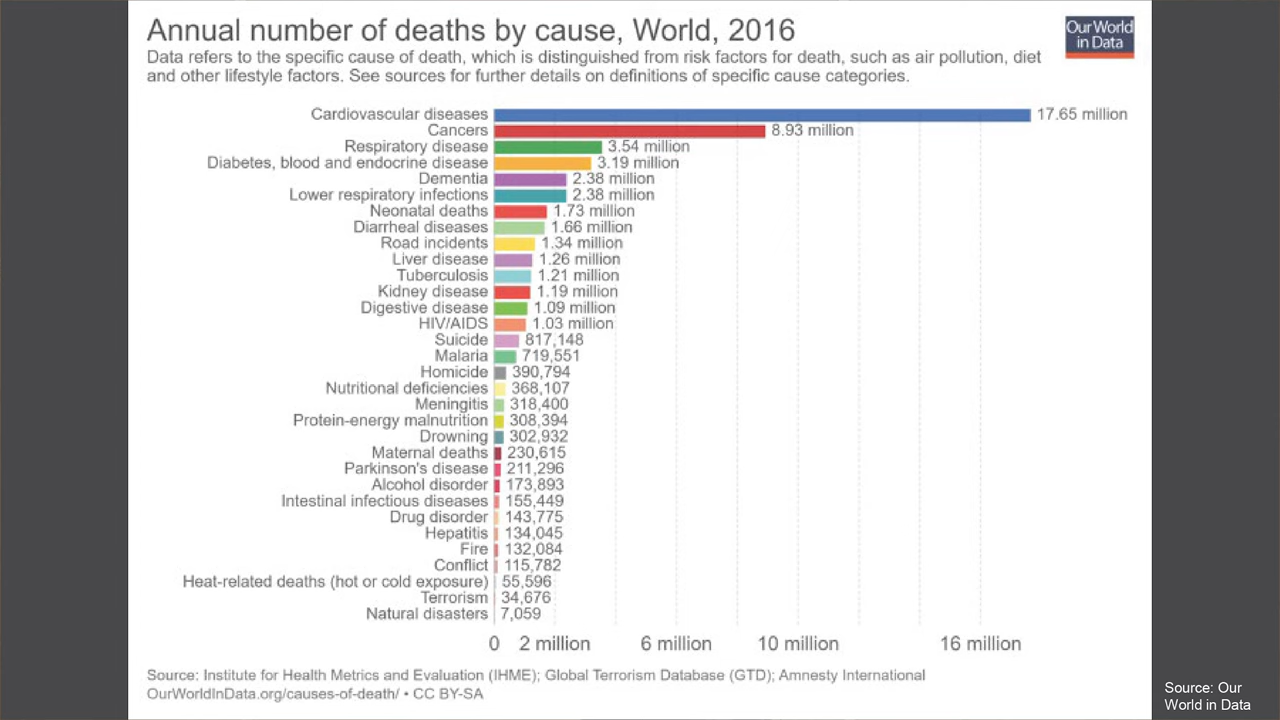 Annual number of deaths by cause, World, 2016
Our World
in Data
Data refers to the specific cause of death, which is distinguished from risk factors for death, such as air pollution, diet
and other lifestyle factors. See sources for further details on definitions of specific cause categories.
Cardiovascular diseases 17.65 million
Cancers 8.93 million
Respiratory disease 3.54 million
Diabetes, blood and endocrine disease 3.19 million
Dementia 2.38 million
Lower respiratory infections 2.38 million
Neonatal deaths 1.73 million
Diarrheal diseases 1.66 million
Road incidents 1.34 million
Liver disease 1.26 million
Tuberculosis 1.21 million
Kidney disease 1.19 million
Digestive disease 1.09 million
HIV/AIDS 1.03 million
Suicide 817,148
Malaria 719,551
Homicide 390,794
Nutritional deficiencies 368,107
Meningitis 318,400
Protein-energy malnutrition 308,394
Drowning 302,932
Maternal deaths 230,615
Parkinson's disease 211,296
Alcohol disorder 173,893
Intestinal infectious diseases 155,449
Drug disorder 143,775
Hepatitis 134,045
Fire 132,084
Conflict 115,782
Heat-related deaths (hot or cold exposure) 55,596
Terrorism 34,676
Natural disasters 7,059
0 2 million 6 million 10 million 16 million
Source: Institute for Health Metrics and Evaluation (IHME); Global Terrorism Database (GTD); Amnesty International
OurWorldInData.org/causes-of-death/ • CC BY-SA
Source: Our
World in Data